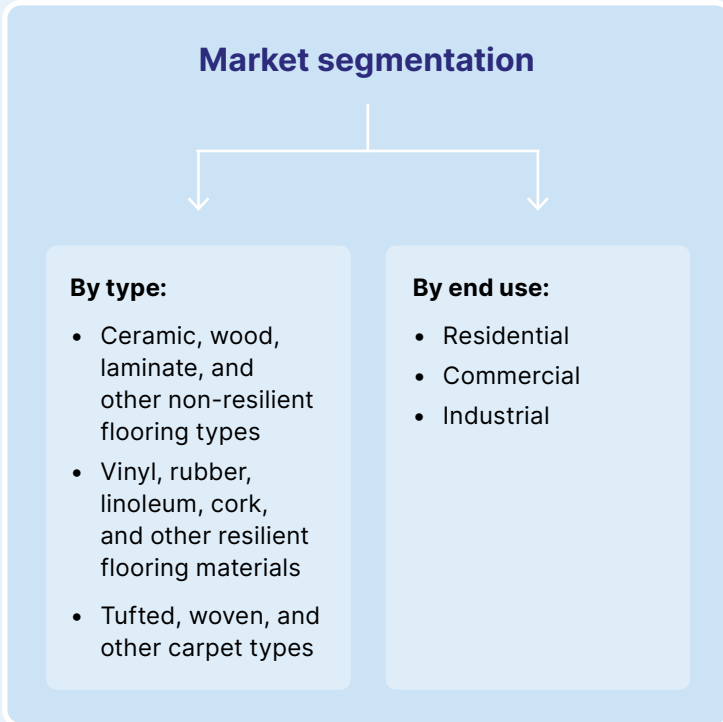 Market segmentation
By type:
• Ceramic, wood,
laminate, and
other non-resilient
flooring types
• Vinyl, rubber,
linoleum, cork,
and other resilient
flooring materials
• Tufted, woven, and
other carpet types
By end use:
• Residential
• Commercial
• Industrial